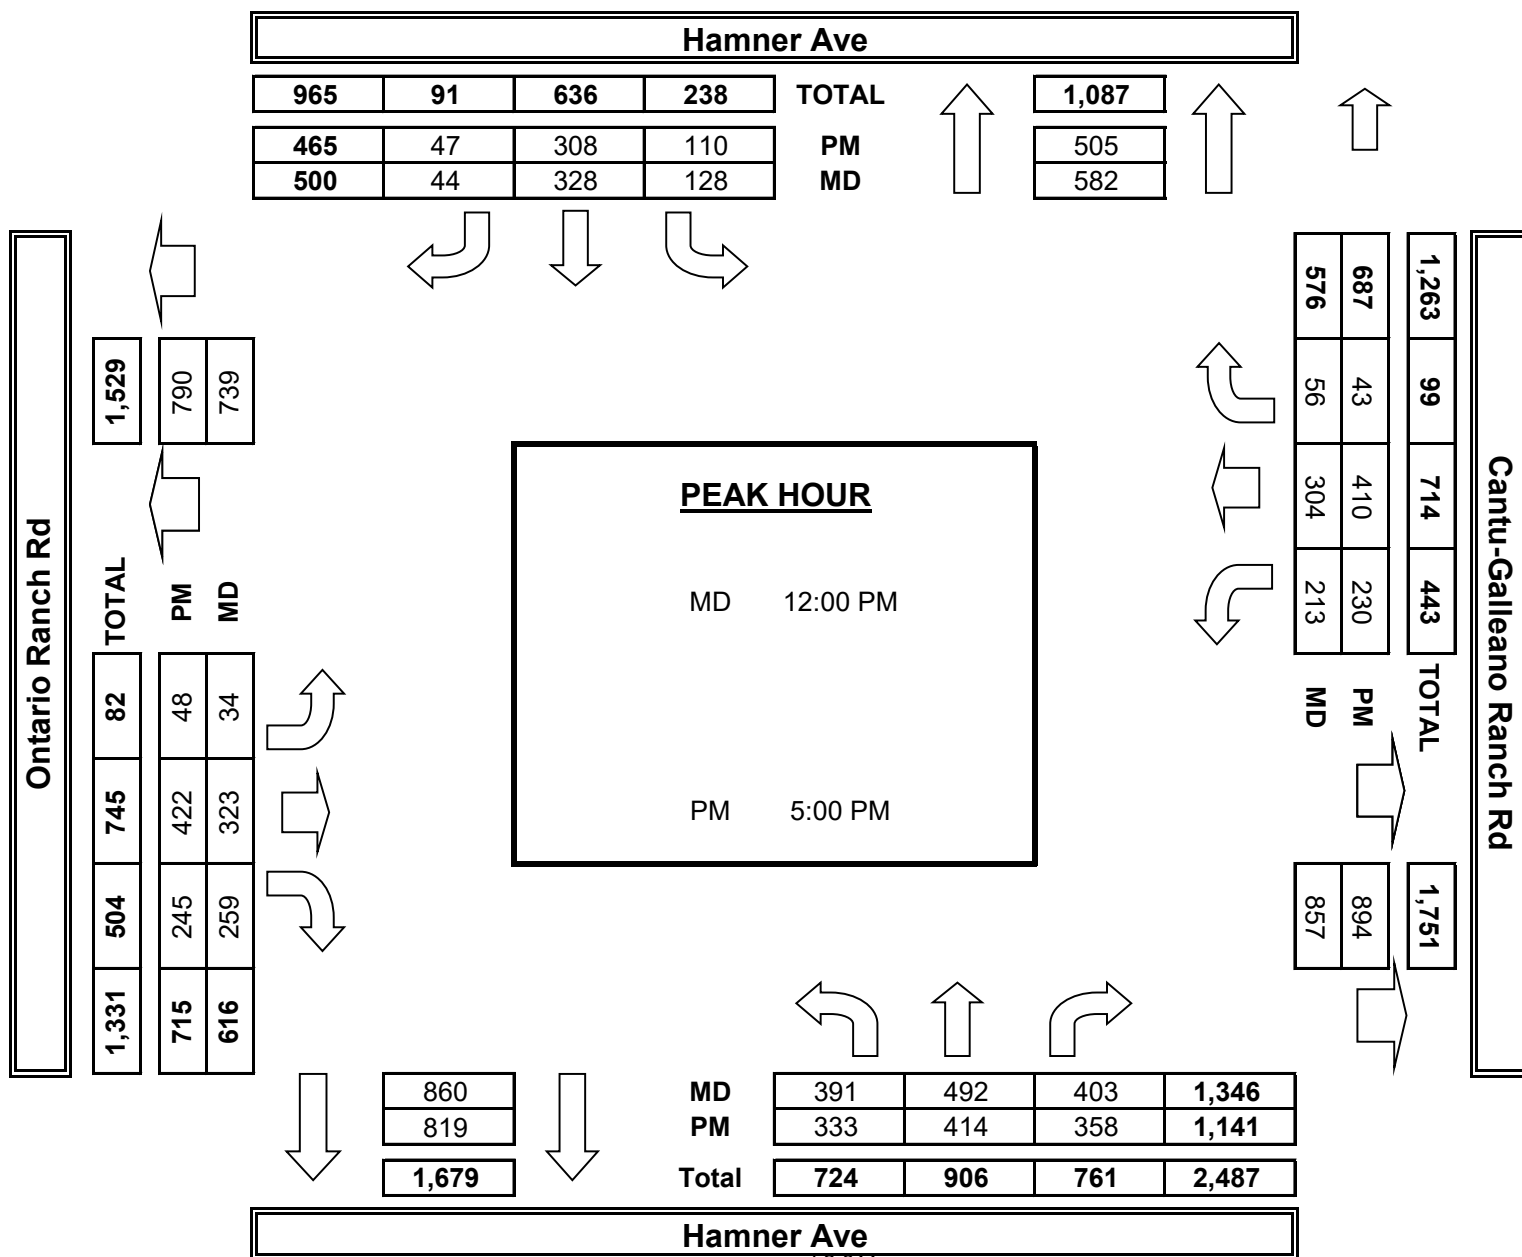 Hamner Ave
965 91 636 238 TOTAL 1,087
465 47 308 110 PM 505
500 44 328 128 MD 582
Ontario Ranch Rd
1,529
790
739
TOTAL
PM
MD
82 48 34
745 422 323
504 245 259
1,331 715 616
PEAK HOUR
MD 12:00 PM
PM 5:00 PM
576 687 1,263
56 43 99
304 410 714
213 230 443
MD PM TOTAL
857 894 1,751
Cantu-Galleano Ranch Rd
860 MD 391 492 403 1,346
819 PM 333 414 358 1,141
1,679 Total 724 906 761 2,487
Hamner Ave